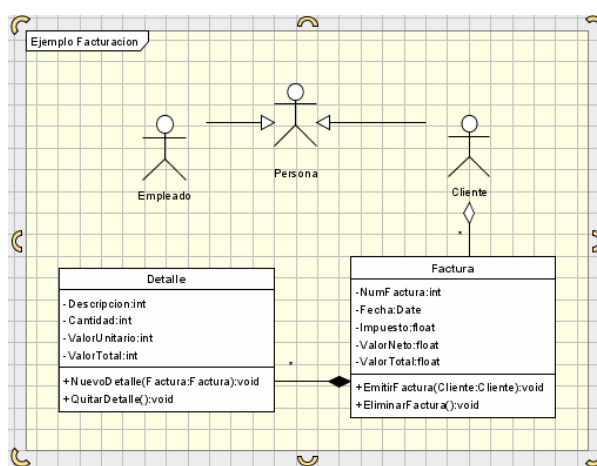 Ejemplo Facturacion
Persona
Empleado
Cliente
*
Detalle
-Descripcion:int
-Cantidad:int
-ValorUnitario:int
-ValorTotal:int
+NuevoDetalle(Factura:Factura):void
+QuitarDetalle():void
*
Factura
-NumFactura:int
-Fecha:Date
-Impuesto:float
-ValorNeto:float
-ValorTotal:float
+EmitirFactura(Cliente:Cliente):void
+EliminarFactura():void